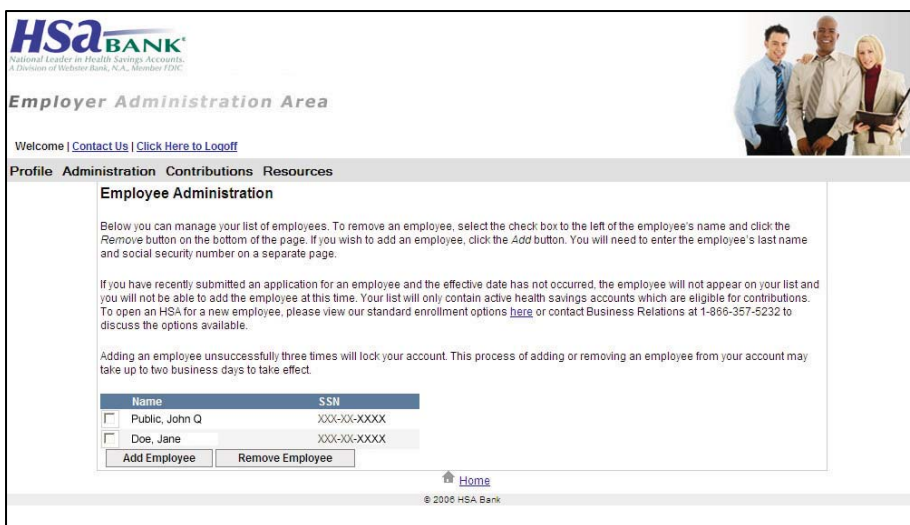 HSA BANK
National Leader in Health Savings Accounts.
A Division of Webster Bank, N.A., Member FDIC
Employer Administration Area
Welcome | Contact Us | Click Here to Logoff
Profile Administration Contributions Resources
Employee Administration
Below you can manage your list of employees. To remove an employee, select the check box to the left of the employee's name and click the
Remove button on the bottom of the page. If you wish to add an employee, click the Add button. You will need to enter the employee's last name
and social security number on a separate page.
If you have recently submitted an application for an employee and the effective date has not occurred, the employee will not appear on your list and
you will not be able to add the employee at this time. Your list will only contain active health savings accounts which are eligible for contributions.
To open an HSA for a new employee, please view our standard enrollment options here or contact Business Relations at 1-866-357-5232 to
discuss the options available.
Adding an employee unsuccessfully three times will lock your account. This process of adding or removing an employee from your account may
take up to two business days to take effect.
Name SSN
Public, John Q XXX-XX-XXXX
Doe, Jane XXX-XX-XXXX
Add Employee Remove Employee
Home
© 2006 HSA Bank